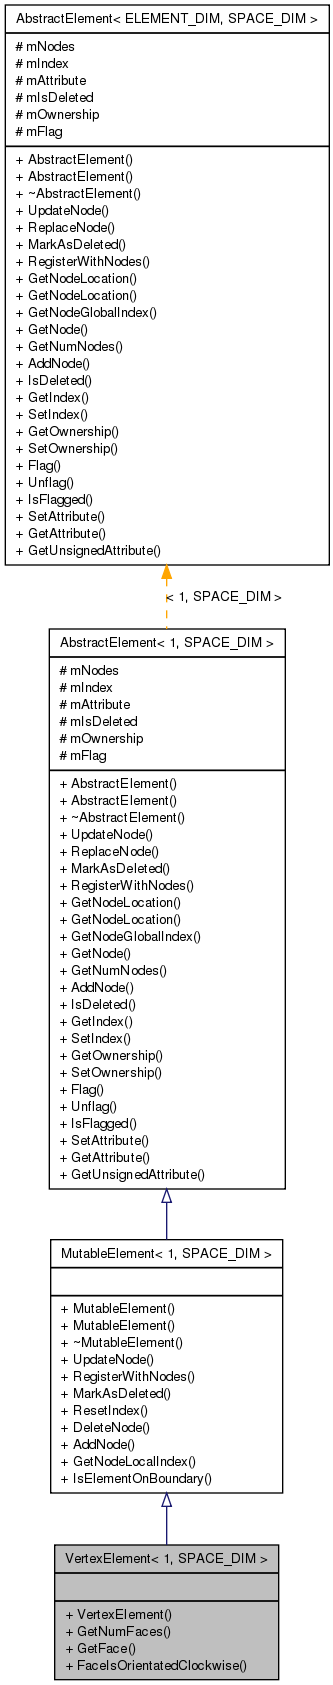 AbstractElement< ELEMENT_DIM, SPACE_DIM >
# mNodes
# mIndex
# mAttribute
# mIsDeleted
# mOwnership
# mFlag
+ AbstractElement()
+ AbstractElement()
+ ~AbstractElement()
+ UpdateNode()
+ ReplaceNode()
+ MarkAsDeleted()
+ RegisterWithNodes()
+ GetNodeLocation()
+ GetNodeLocation()
+ GetNodeGlobalIndex()
+ GetNode()
+ GetNumNodes()
+ AddNode()
+ IsDeleted()
+ GetIndex()
+ SetIndex()
+ GetOwnership()
+ SetOwnership()
+ Flag()
+ Unflag()
+ IsFlagged()
+ SetAttribute()
+ GetAttribute()
+ GetUnsignedAttribute()
< 1, SPACE_DIM >
AbstractElement< 1, SPACE_DIM >
# mNodes
# mIndex
# mAttribute
# mIsDeleted
# mOwnership
# mFlag
+ AbstractElement()
+ AbstractElement()
+ ~AbstractElement()
+ UpdateNode()
+ ReplaceNode()
+ MarkAsDeleted()
+ RegisterWithNodes()
+ GetNodeLocation()
+ GetNodeLocation()
+ GetNodeGlobalIndex()
+ GetNode()
+ GetNumNodes()
+ AddNode()
+ IsDeleted()
+ GetIndex()
+ SetIndex()
+ GetOwnership()
+ SetOwnership()
+ Flag()
+ Unflag()
+ IsFlagged()
+ SetAttribute()
+ GetAttribute()
+ GetUnsignedAttribute()
MutableElement< 1, SPACE_DIM >
+ MutableElement()
+ MutableElement()
+ ~MutableElement()
+ UpdateNode()
+ RegisterWithNodes()
+ MarkAsDeleted()
+ ResetIndex()
+ DeleteNode()
+ AddNode()
+ GetNodeLocalIndex()
+ IsElementOnBoundary()
VertexElement< 1, SPACE_DIM >
+ VertexElement()
+ GetNumFaces()
+ GetFace()
+ FaceIsOrientatedClockwise()